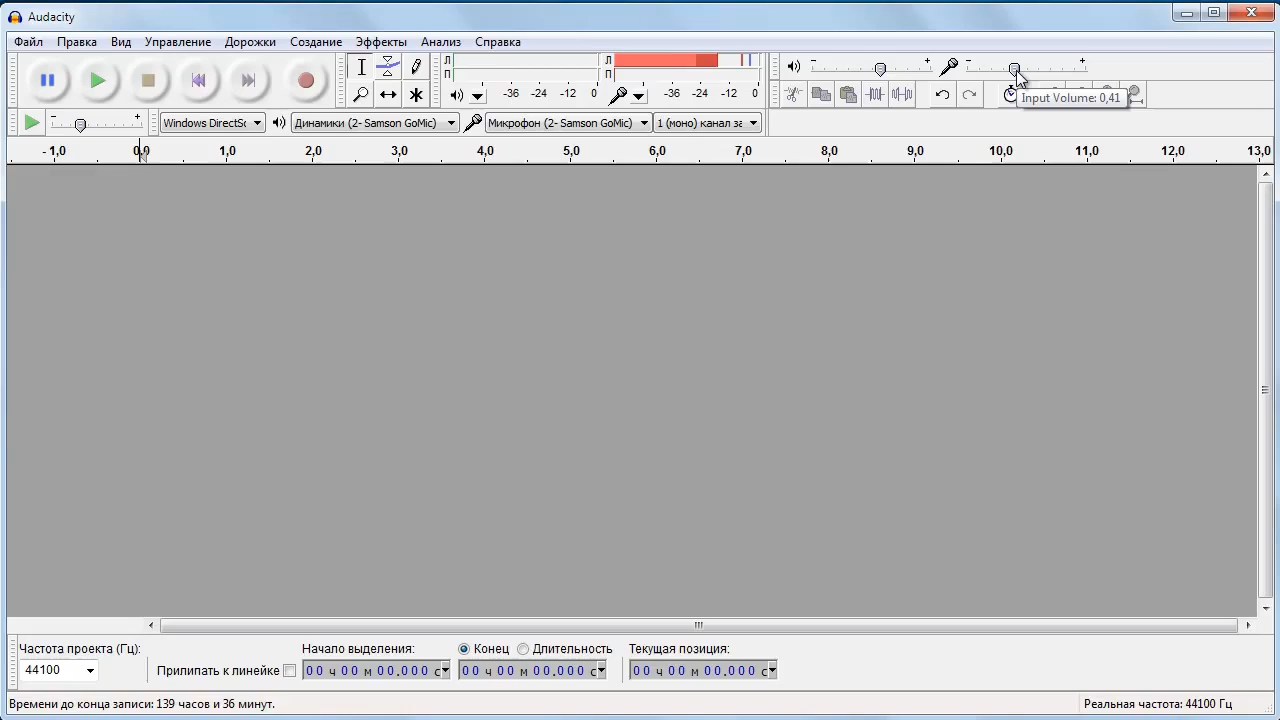 Audacity
Файл Правка Вид Управление Дорожки Создание Эффекты Анализ Справка
Л
П
-36 -24 -12 0
Л
П
-36 -24 -12 0
- +
- +
Input Volume: 0,41
- +
Windows DirectSo
Динамики (2- Samson GoMic)
Микрофон (2- Samson GoMic)
1 (моно) канал за
- 1,0 0,0 1,0 2,0 3,0 4,0 5,0 6,0 7,0 8,0 9,0 10,0 11,0 12,0 13,0
Частота проекта (Гц):
44100
Прилипать к линейке
Начало выделения:
00 ч 00 м 00.000 с
Конец Длительность
00 ч 00 м 00.000 с
Текущая позиция:
00 ч 00 м 00.000 с
Времени до конца записи: 139 часов и 36 минут.
Реальная частота: 44100 Гц